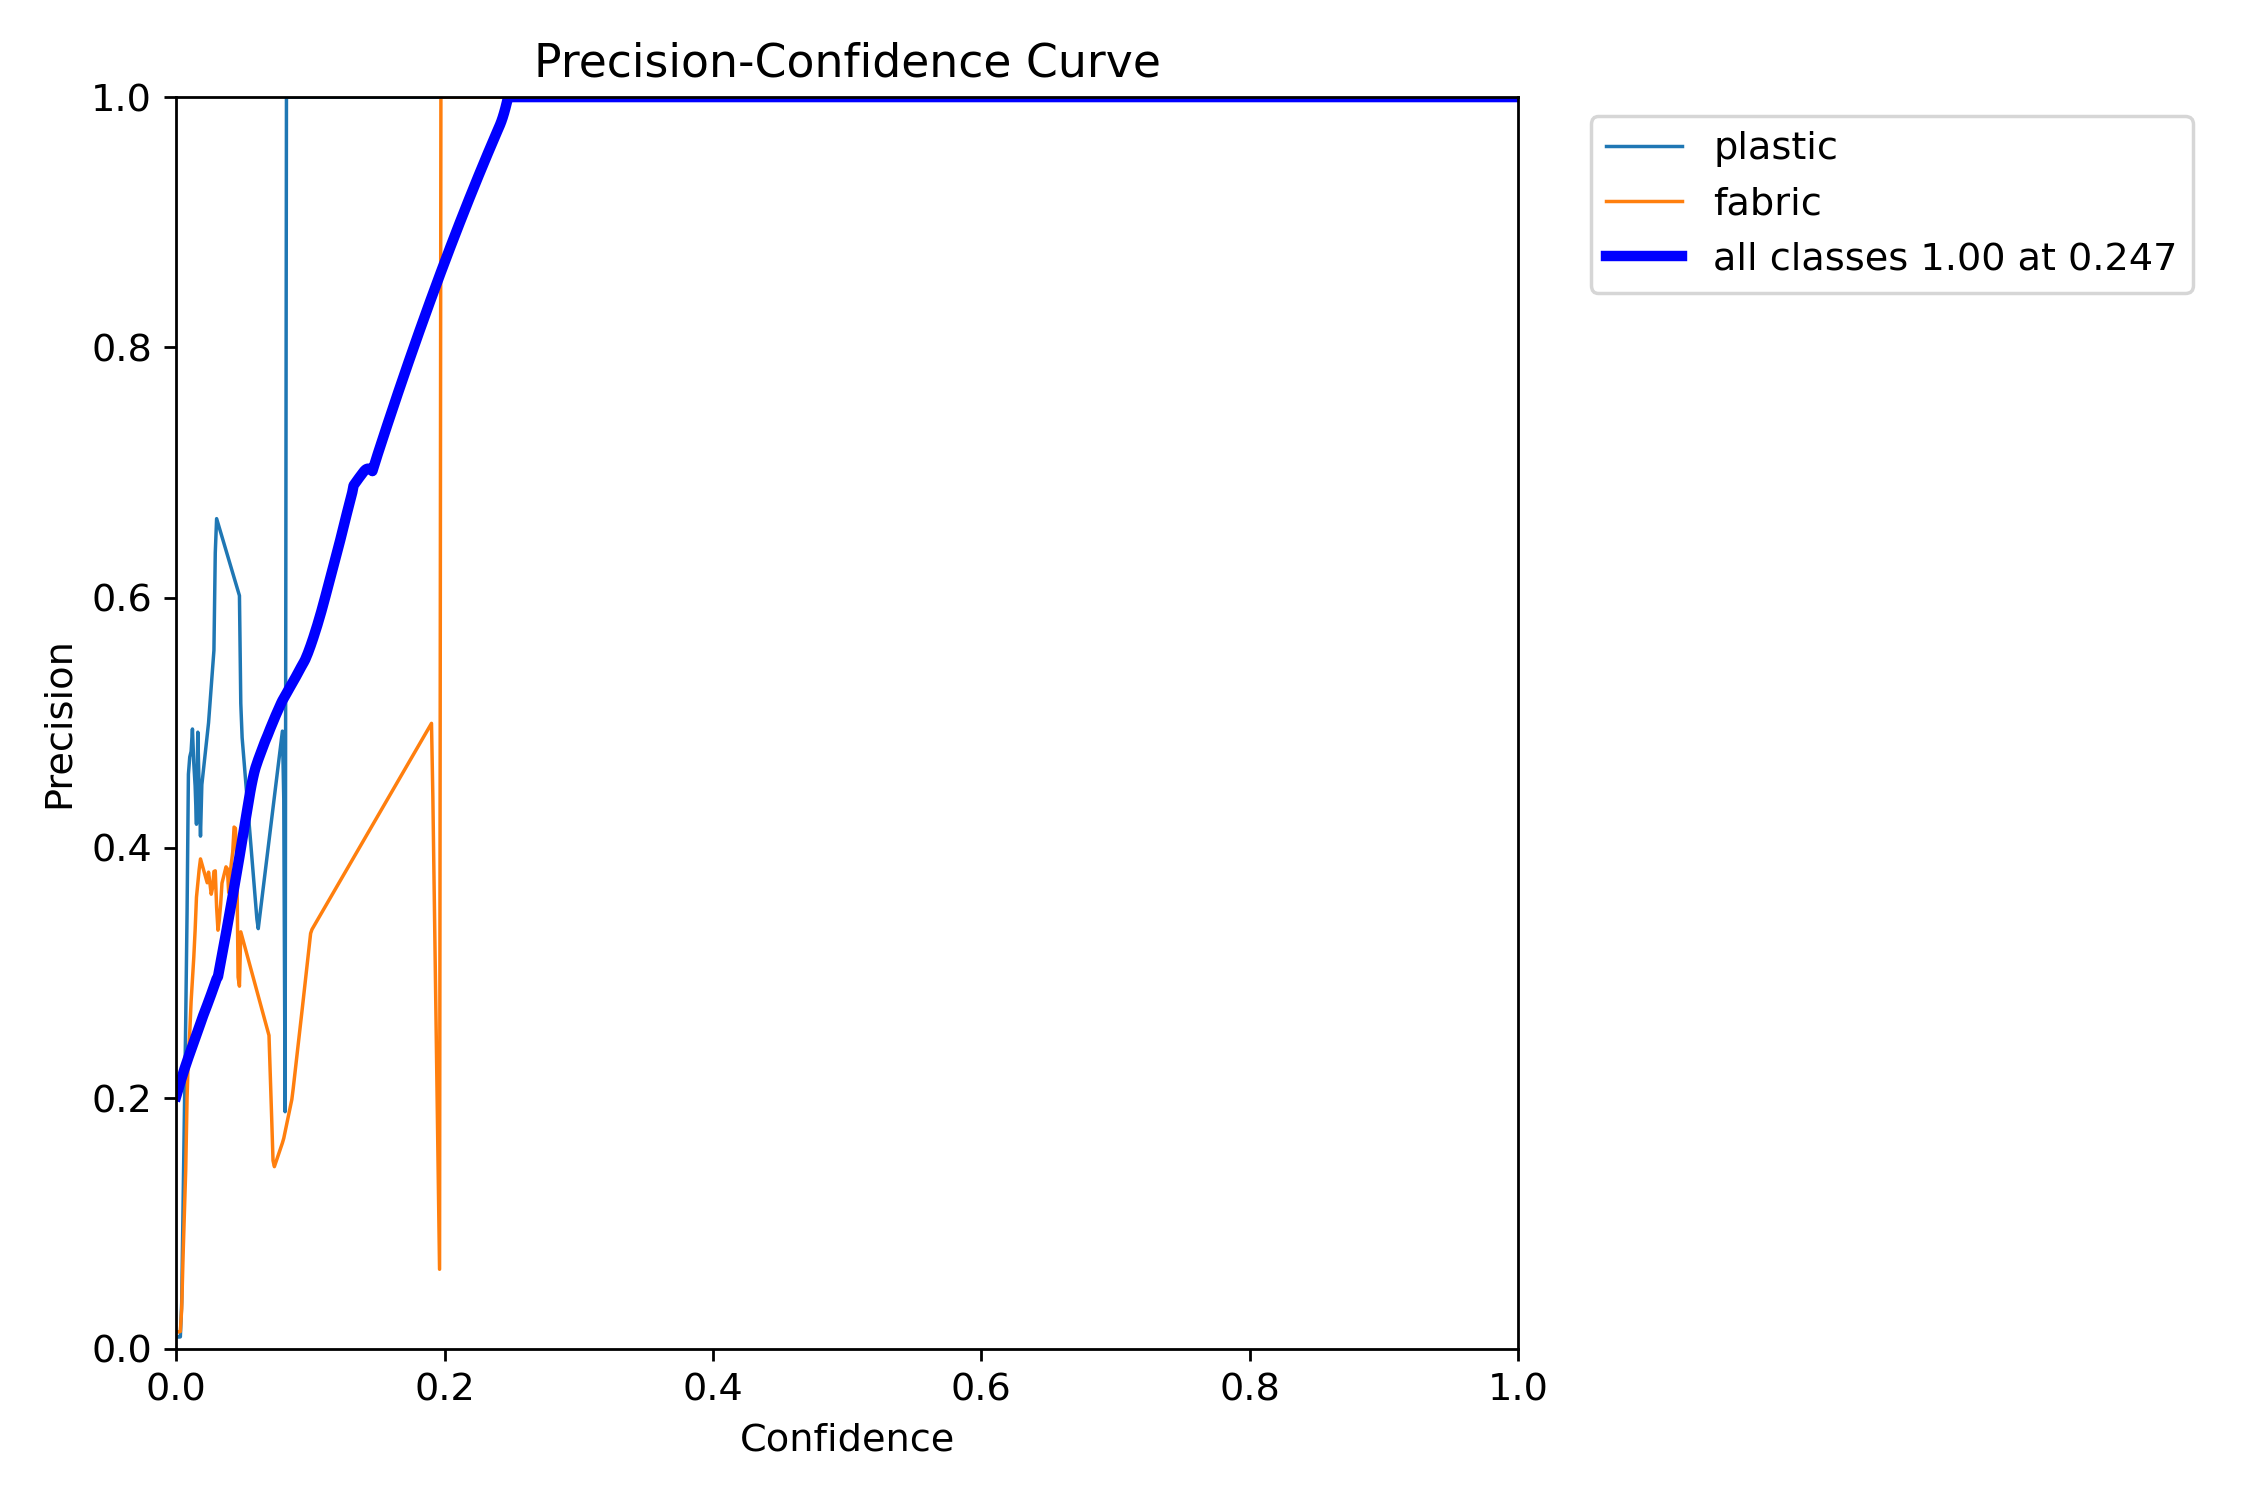 Precision-Confidence Curve
1.0
0.8
0.6
0.4
0.2
0.0
Precision
0.0 0.2 0.4 0.6 0.8 1.0
Confidence
plastic
fabric
all classes 1.00 at 0.247